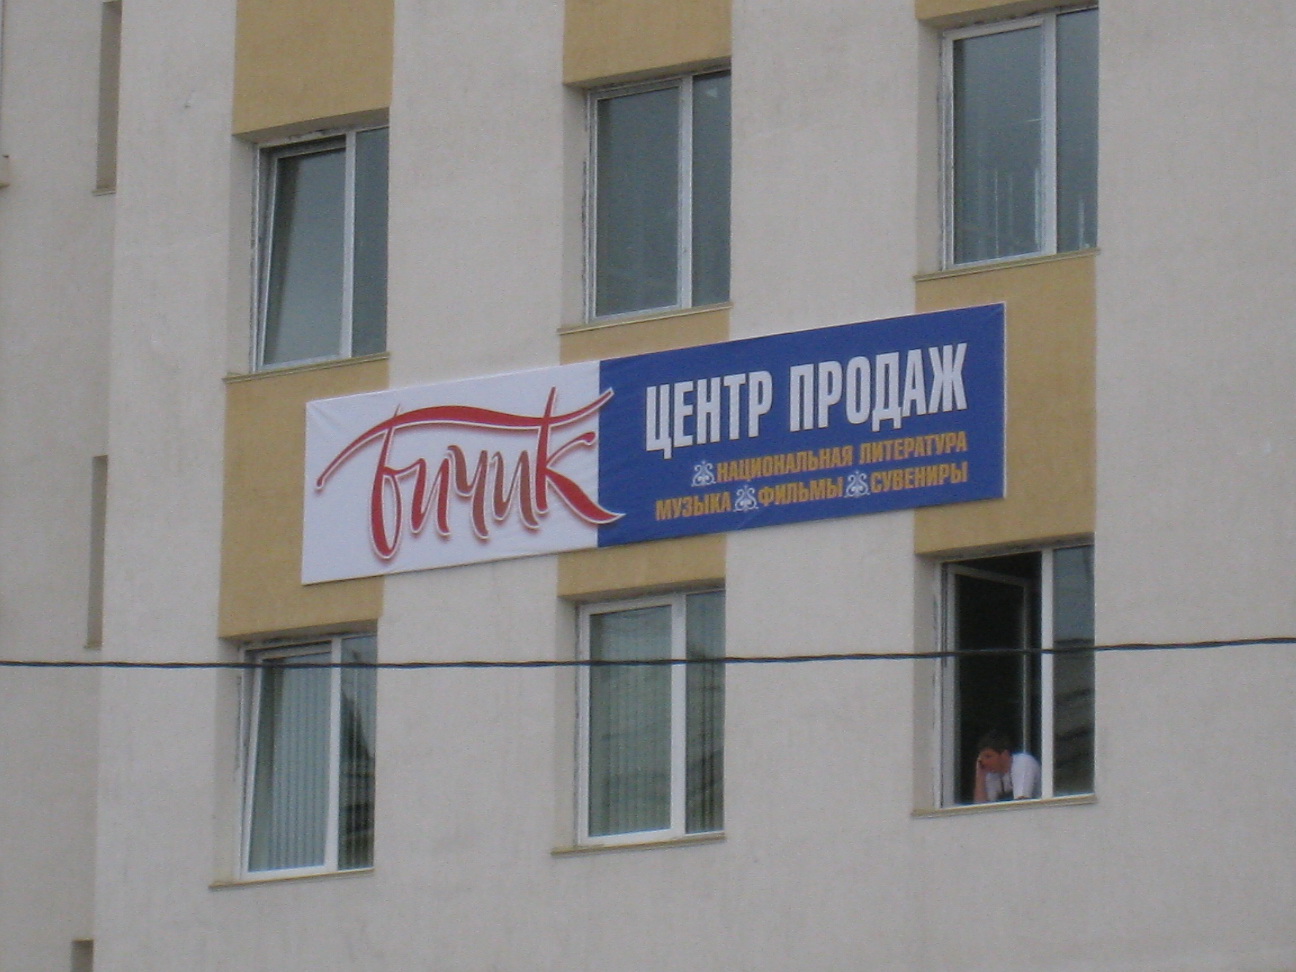 Бичик
ЦЕНТР ПРОДАЖ
НАЦИОНАЛЬНАЯ ЛИТЕРАТУРА
МУЗЫКА ФИЛЬМЫ СУВЕНИРЫ